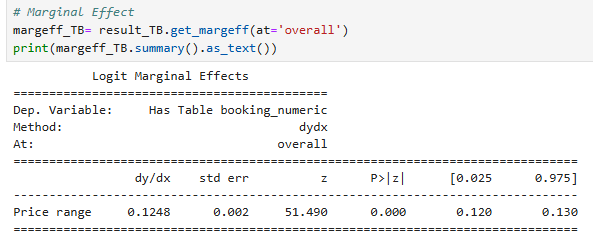 # Marginal Effect
margeff_TB= result_TB.get_margeff(at='overall')
print(margeff_TB.summary().as_text())
Logit Marginal Effects
=========================================
Dep. Variable: Has Table booking_numeric
Method: dydx
At: overall
==========================================================================
dy/dx std err z P>|z| [0.025 0.975]
--------------------------------------------------------------------------
Price range 0.1248 0.002 51.490 0.000 0.120 0.130
==========================================================================